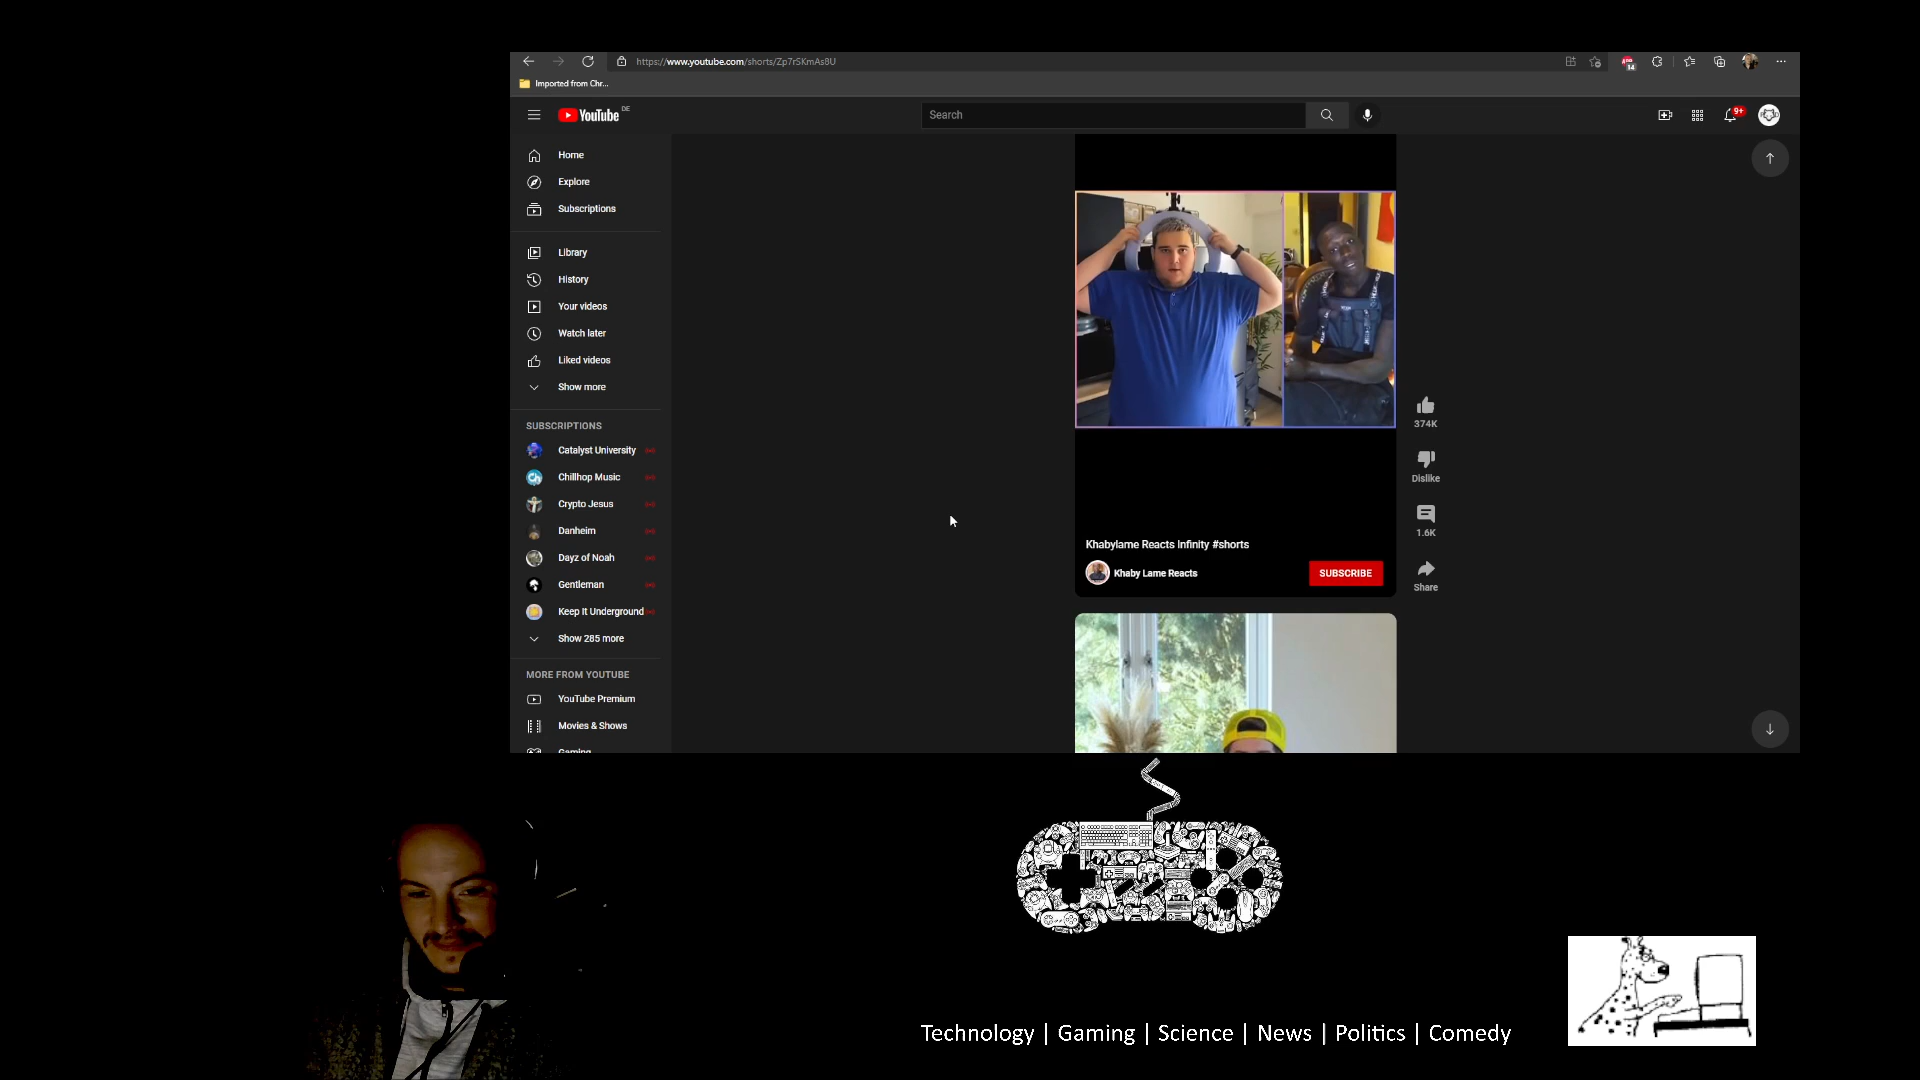 https://www.youtube.com/shorts/Zp7rSKmAs8U
14
Imported from Chr...
YouTube DE
Search
9+
Home
Explore
Subscriptions
Library
History
Your videos
Watch later
Liked videos
Show more
SUBSCRIPTIONS
Catalyst University
Chillhop Music
Crypto Jesus
Danheim
Dayz of Noah
Gentleman
Keep It Underground
Show 285 more
MORE FROM YOUTUBE
YouTube Premium
Movies & Shows
Gaming
374K
Dislike
1.6K
Share
Khabylame Reacts Infinity #shorts
Khaby Lame Reacts
SUBSCRIBE
Technology | Gaming | Science | News | Politics | Comedy